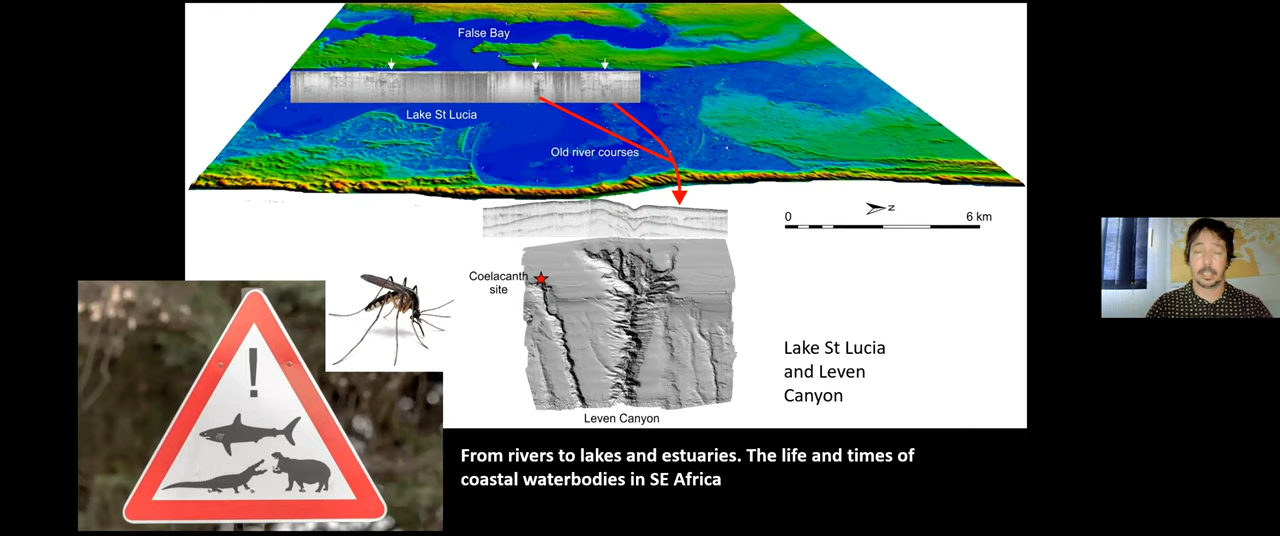 False Bay
Lake St Lucia
Old river courses
0
N
6 km
Coelacanth
site
Lake St Lucia
and Leven
Canyon
Leven Canyon
!
From rivers to lakes and estuaries. The life and times of
coastal waterbodies in SE Africa